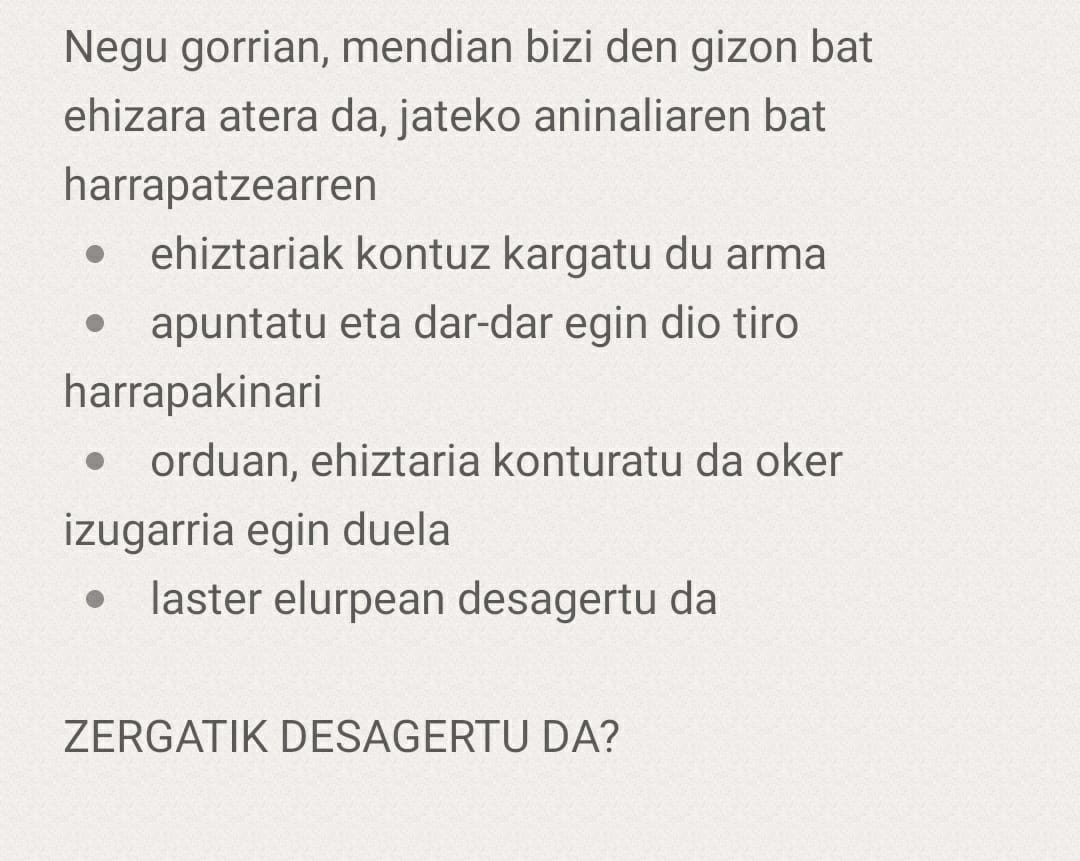 Negu gorrian, mendian bizi den gizon bat
ehizara atera da, jateko aninaliaren bat
harrapatzearren
• ehiztariak kontuz kargatu du arma
• apuntatu eta dar-dar egin dio tiro
harrapakinari
• orduan, ehiztaria konturatu da oker
izugarria egin duela
• laster elurpean desagertu da
ZERGATIK DESAGERTU DA?